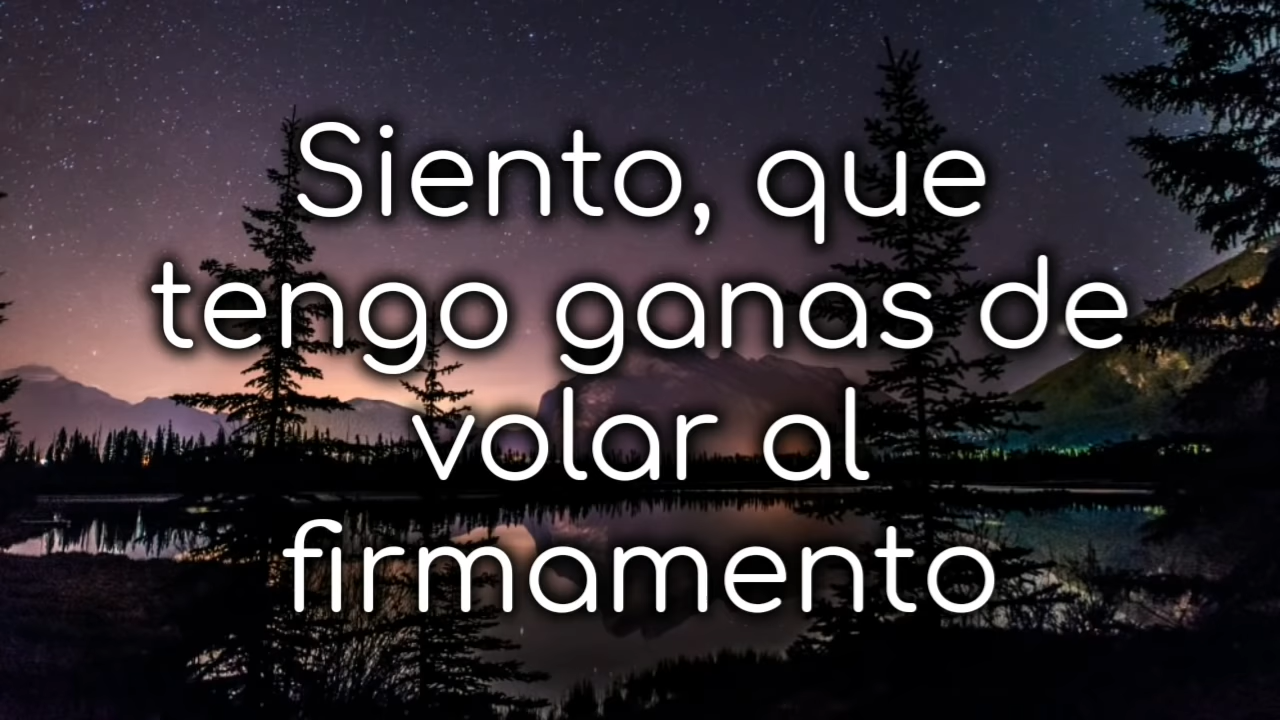 Siento, que
tengo ganas de
volar al
firmamento